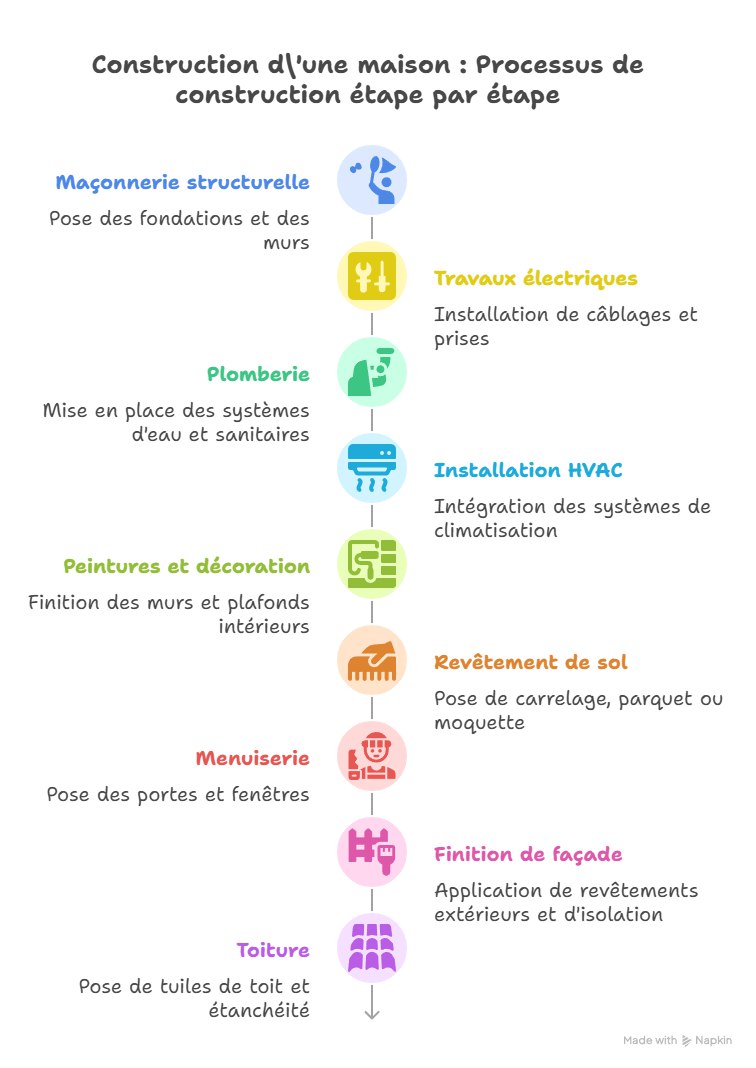 Construction d\'une maison : Processus de
construction étape par étape
Maçonnerie structurelle
Pose des fondations et des
murs
Travaux électriques
Installation de câblages et
prises
Plomberie
Mise en place des systèmes
d'eau et sanitaires
Installation HVAC
Intégration des systèmes de
climatisation
Peintures et décoration
Finition des murs et plafonds
intérieurs
Revêtement de sol
Pose de carrelage, parquet ou
moquette
Menuiserie
Pose des portes et fenêtres
Finition de façade
Application de revêtements
extérieurs et d'isolation
Toiture
Pose de tuiles de toit et
étanchéité
Made with Napkin